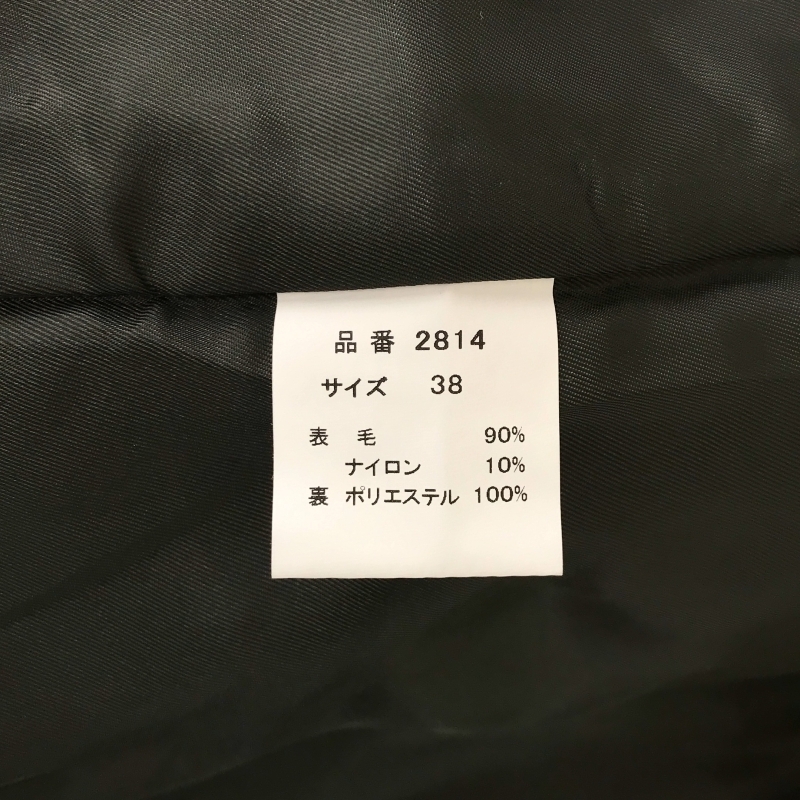 品番 2814
サイズ 38
表 毛 90%
ナイロン 10%
裏 ポリエステル 100%